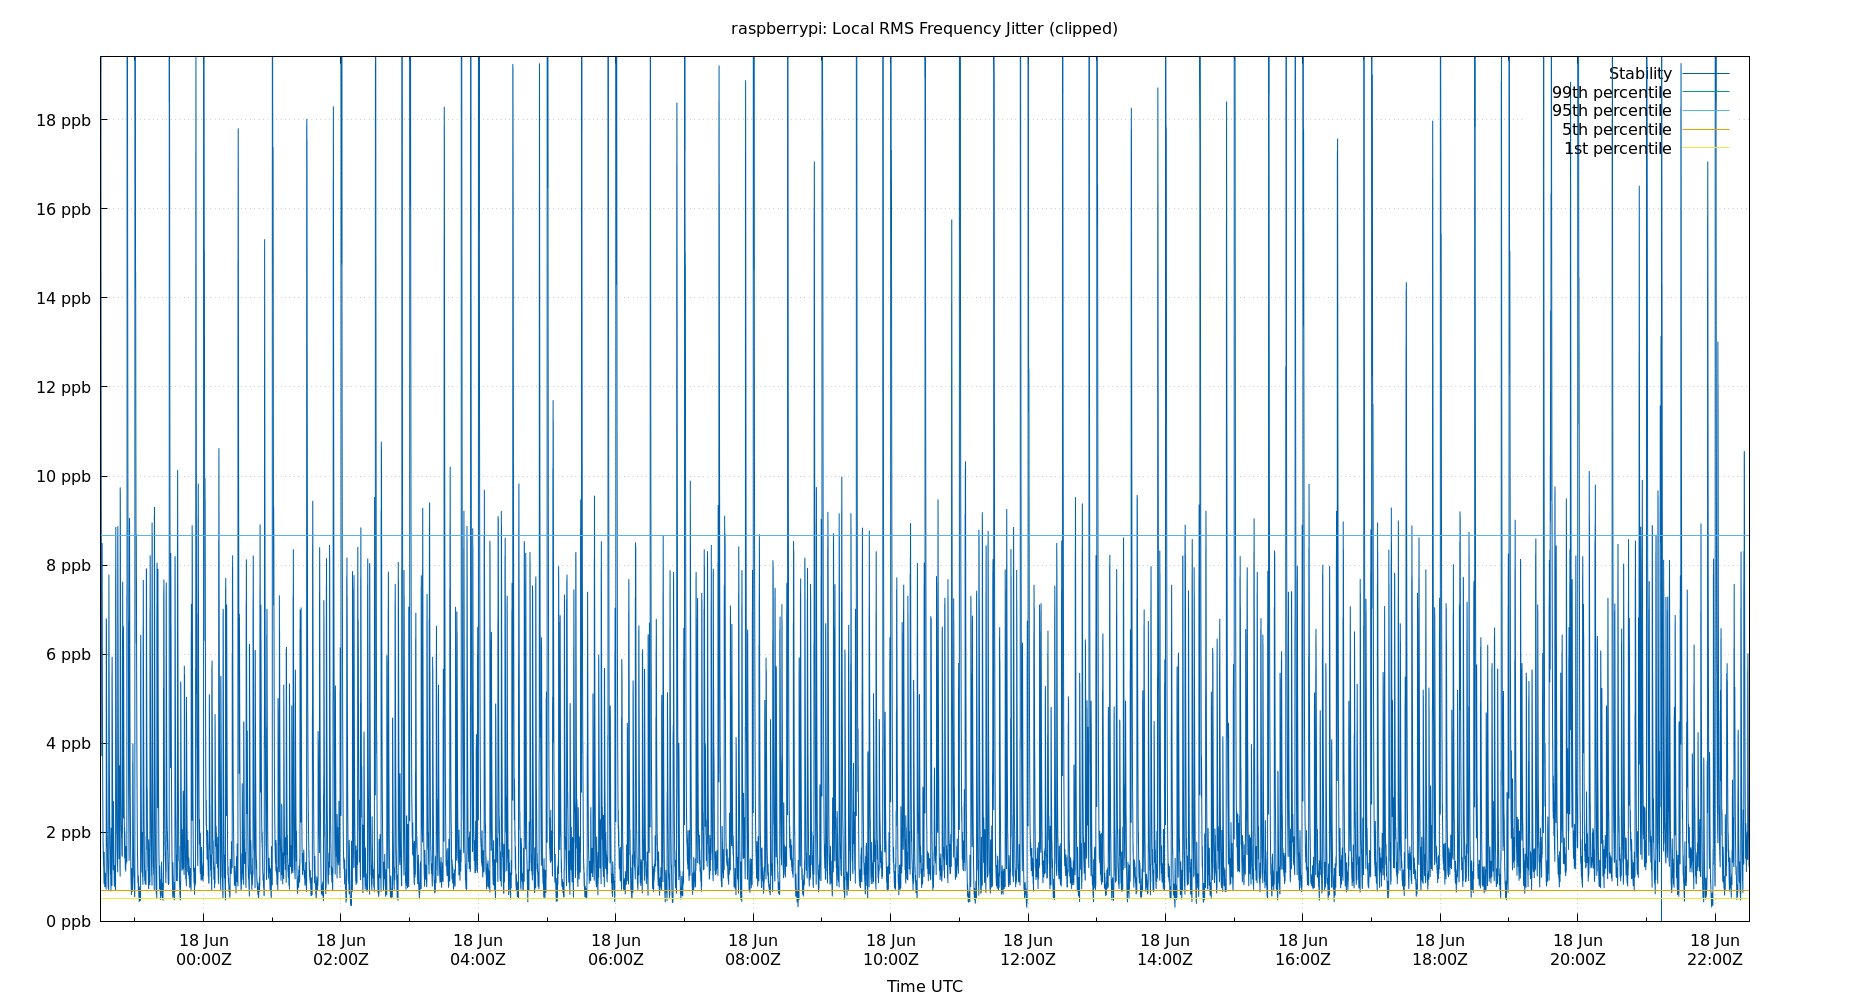 raspberrypi: Local RMS Frequency Jitter (clipped)
Stability
99th percentile
95th percentile
5th percentile
1st percentile
18 ppb
16 ppb
14 ppb
12 ppb
10 ppb
8 ppb
6 ppb
4 ppb
2 ppb
0 ppb
18 Jun 18 Jun 18 Jun 18 Jun 18 Jun 18 Jun 18 Jun 18 Jun 18 Jun 18 Jun 18 Jun 18 Jun
00:00Z 02:00Z 04:00Z 06:00Z 08:00Z 10:00Z 12:00Z 14:00Z 16:00Z 18:00Z 20:00Z 22:00Z
Time UTC